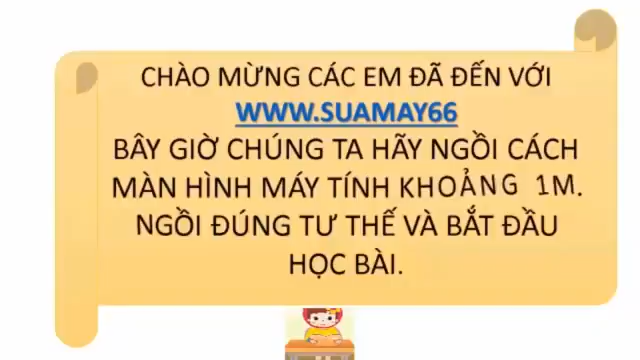 CHÀO MỪNG CÁC EM ĐÃ ĐẾN VỚI
WWW.SUAMAY66
BÂY GIỜ CHÚNG TA HÃY NGỒI CÁCH
MÀN HÌNH MÁY TÍNH KHOẢNG 1M.
NGỒI ĐÚNG TƯ THẾ VÀ BẮT ĐẦU
HỌC BÀI.